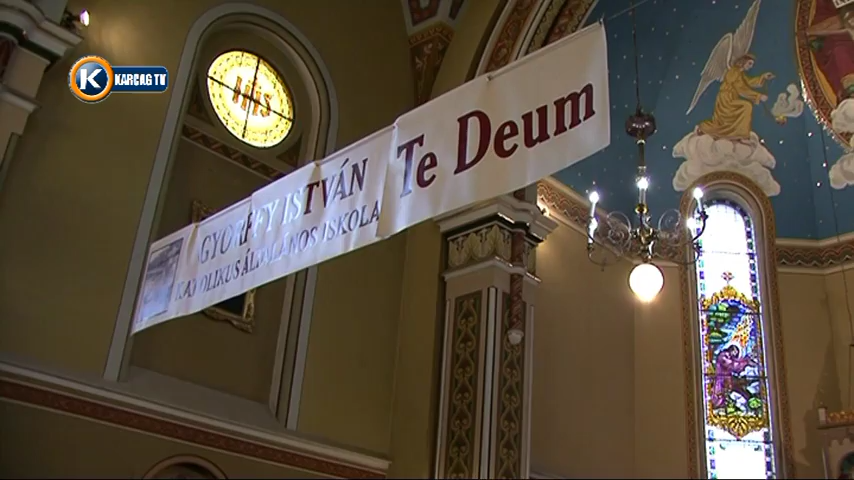 K KARCAG TV
IHS
GYÖRFFY ISTVÁN
KATOLIKUS ÁLTALÁNOS ISKOLA
Te Deum